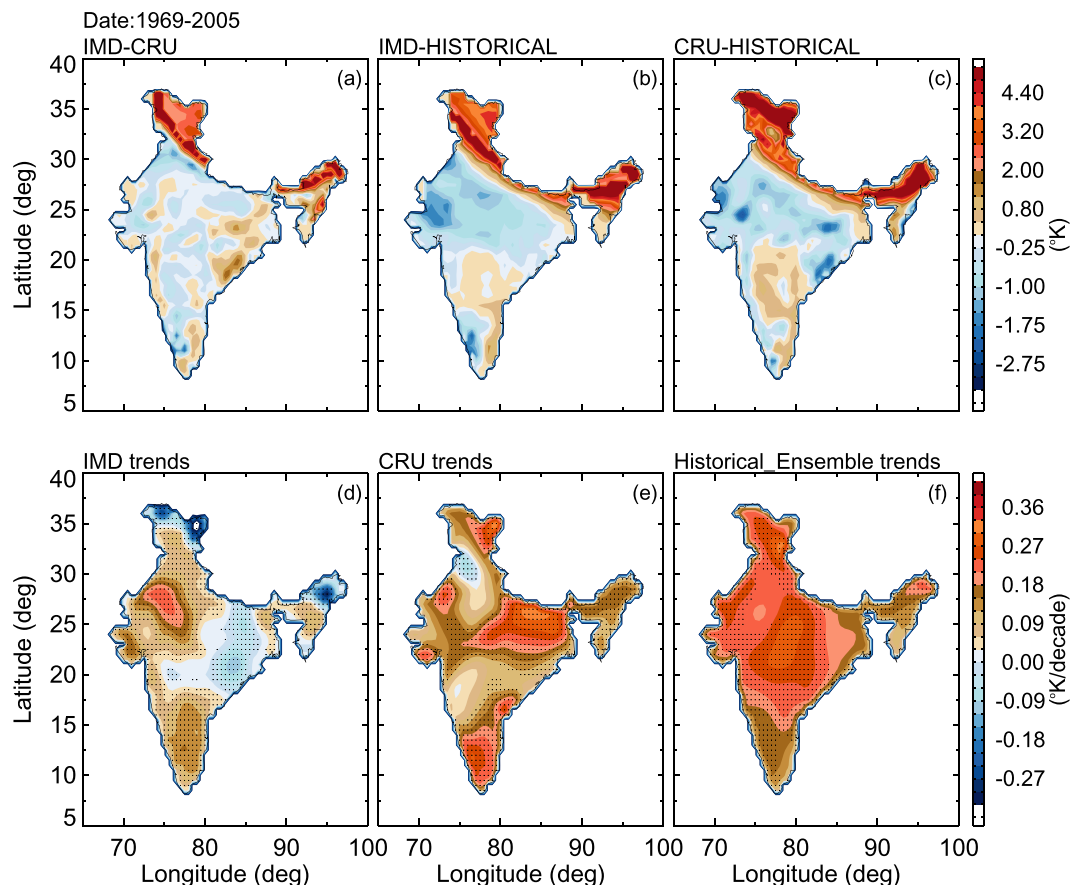 Date:1969-2005
IMD-CRU IMD-HISTORICAL CRU-HISTORICAL
(a) (b) (c)
40
35
30
25
20
15
10
5
Latitude (deg)
4.40
3.20
2.00
0.80
-0.25
-1.00
-1.75
-2.75
(°K)
IMD trends CRU trends Historical_Ensemble trends
(d) (e) (f)
40
35
30
25
20
15
10
5
Latitude (deg)
0.36
0.27
0.18
0.09
0.00
-0.09
-0.18
-0.27
(°K/decade)
70 80 90 100 70 80 90 100 70 80 90 100
Longitude (deg) Longitude (deg) Longitude (deg)